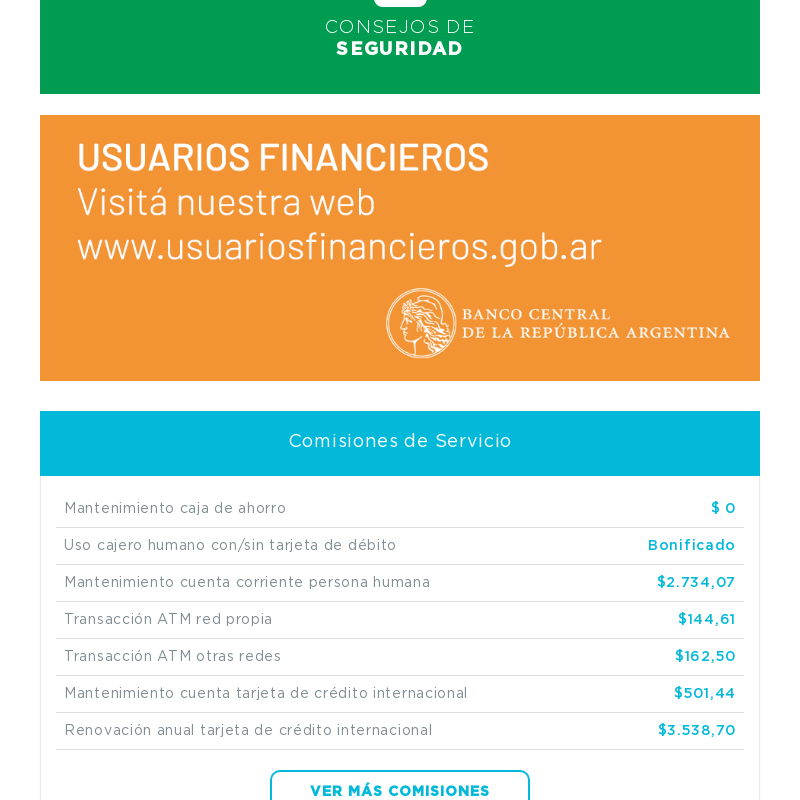 CONSEJOS DE
SEGURIDAD
USUARIOS FINANCIEROS
Visitá nuestra web
www.usuariosfinancieros.gob.ar
BANCO CENTRAL
DE LA REPÚBLICA ARGENTINA
Comisiones de Servicio
Mantenimiento caja de ahorro $ 0
Uso cajero humano con/sin tarjeta de débito Bonificado
Mantenimiento cuenta corriente persona humana $2.734,07
Transacción ATM red propia $144,61
Transacción ATM otras redes $162,50
Mantenimiento cuenta tarjeta de crédito internacional $501,44
Renovación anual tarjeta de crédito internacional $3.538,70
VER MÁS COMISIONES